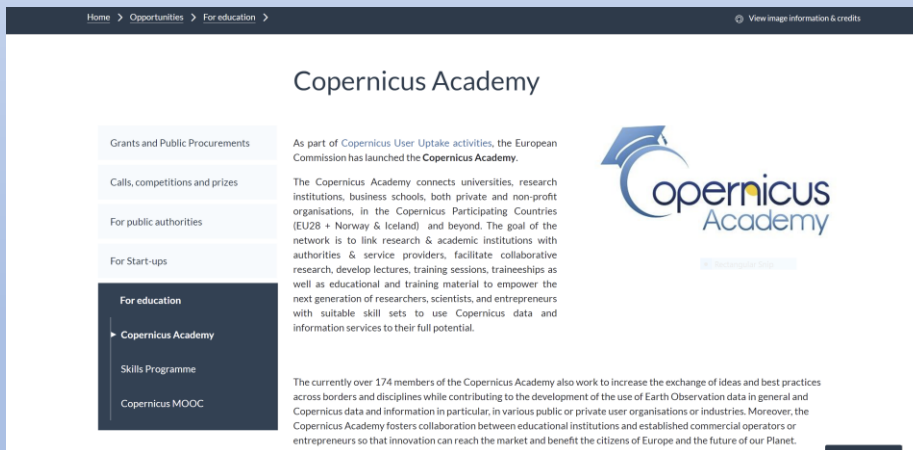 Home > Opportunities > For education >
View image information & credits
Copernicus Academy
Grants and Public Procurements
Calls, competitions and prizes
For public authorities
For Start-ups
For education
Copernicus Academy
Skills Programme
Copernicus MOOC
As part of Copernicus User Uptake activities, the European
Commission has launched the Copernicus Academy.
The Copernicus Academy connects universities, research
institutions, business schools, both private and non-profit
organisations, in the Copernicus Participating Countries
(EU28 + Norway & Iceland) and beyond. The goal of the
network is to link research & academic institutions with
authorities & service providers, facilitate collaborative
research, develop lectures, training sessions, traineeships as
well as educational and training material to empower the
next generation of researchers, scientists, and entrepreneurs
with suitable skill sets to use Copernicus data and
information services to their full potential.
Copernicus
Academy
The currently over 174 members of the Copernicus Academy also work to increase the exchange of ideas and best practices
across borders and disciplines while contributing to the development of the use of Earth Observation data in general and
Copernicus data and information in particular, in various public or private user organisations or industries. Moreover, the
Copernicus Academy fosters collaboration between educational institutions and established commercial operators or
entrepreneurs so that innovation can reach the market and benefit the citizens of Europe and the future of our Planet.